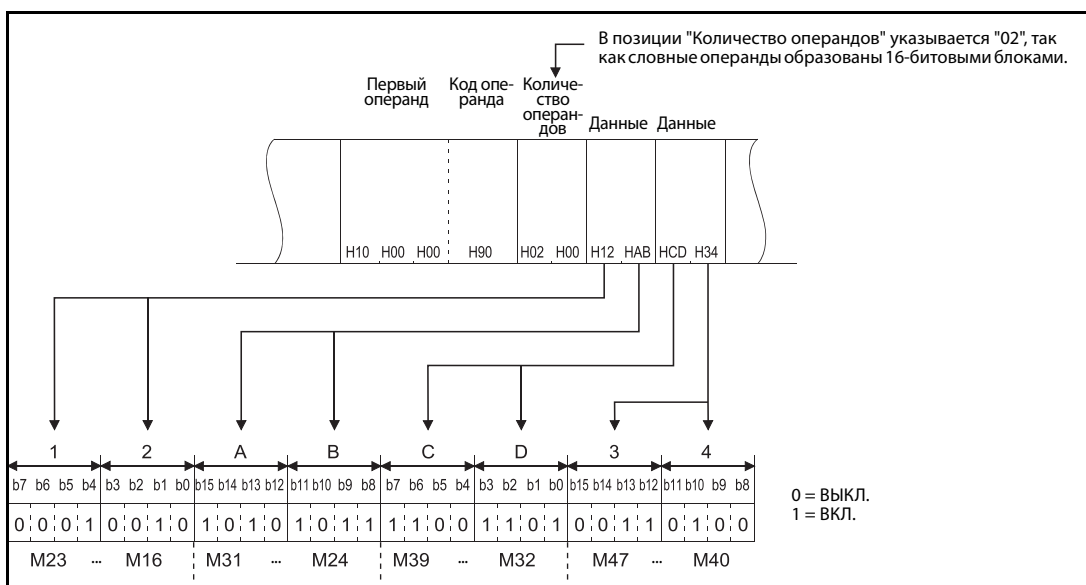 В позиции "Количество операндов" указывается "02", так
как словные операнды образованы 16-битовыми блоками.
Первый
операнд
Код опе-
ранда
Количе-
ство
операн-
дов
Данные Данные
H10 H00 H00 H90 H02 H00 H12 HAB HCD H34
1 2 A B C D 3 4
b7 b6 b5 b4 b3 b2 b1 b0 b15 b14 b13 b12 b11 b10 b9 b8 b7 b6 b5 b4 b3 b2 b1 b0 b15 b14 b13 b12 b11 b10 b9 b8
0 0 0 1 0 0 1 0 1 0 1 0 1 0 1 1 1 1 0 0 1 1 0 1 0 0 1 1 0 1 0 0
M23 ... M16 M31 ... M24 M39 ... M32 M47 ... M40
0 = ВЫКЛ.
1 = ВКЛ.